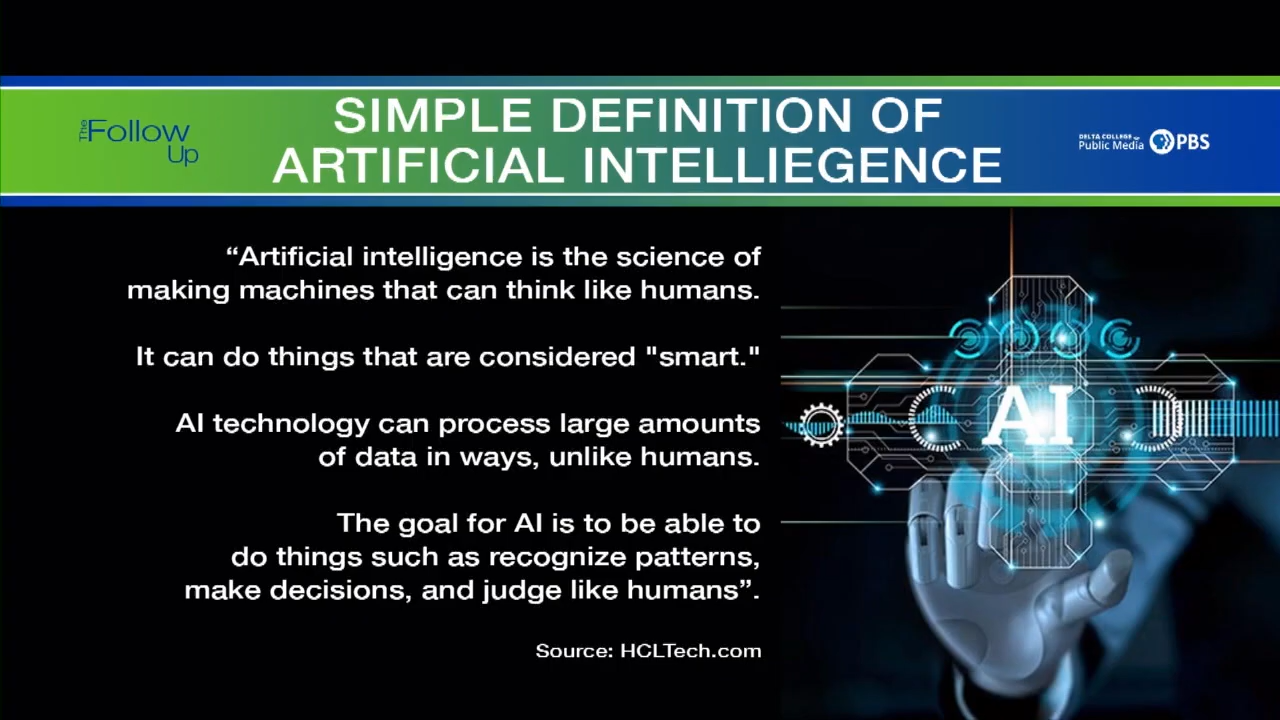 The Follow Up
SIMPLE DEFINITION OF
ARTIFICIAL INTELLIEGENCE
DELTA COLLEGE
Public Media PBS
“Artificial intelligence is the science of
making machines that can think like humans.
It can do things that are considered "smart."
AI technology can process large amounts
of data in ways, unlike humans.
The goal for AI is to be able to
do things such as recognize patterns,
make decisions, and judge like humans”.
Source: HCLTech.com
AI